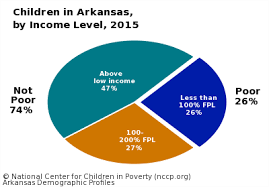 Children in Arkansas,
by Income Level, 2015
Above
low income
47%
Not
Poor
74%
Less than
100% FPL
26%
Poor
26%
100-
200% FPL
27%
© National Center for Children in Poverty (nccp.org)
Arkansas Demographic Profiles